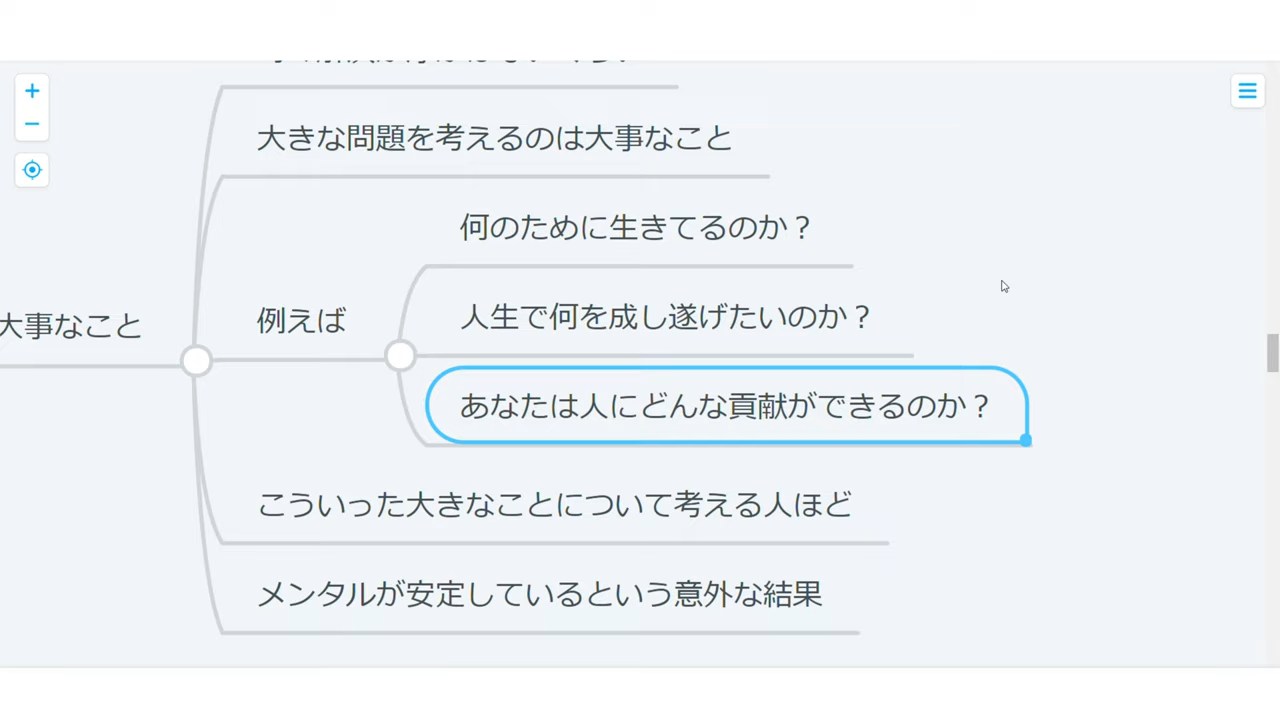 大きな問題を考えるのは大事なこと
何のために生きてるのか？
人生で何を成し遂げたいのか？
大事なこと
例えば
あなたは人にどんな貢献ができるのか？
こういった大きなことについて考える人ほど
メンタルが安定しているという意外な結果